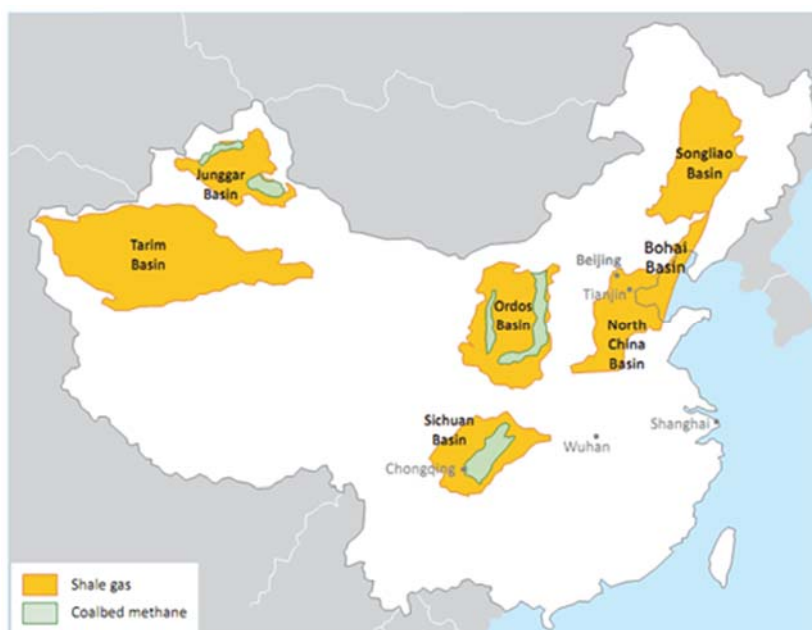 Junggar
Basin
Songliao
Basin
Tarim
Basin
Beijing
Bohai
Basin
Tianjin
Ordos
Basin
North
China
Basin
Sichuan
Basin
Chongqing
Wuhan
Shanghai
Shale gas
Coalbed methane